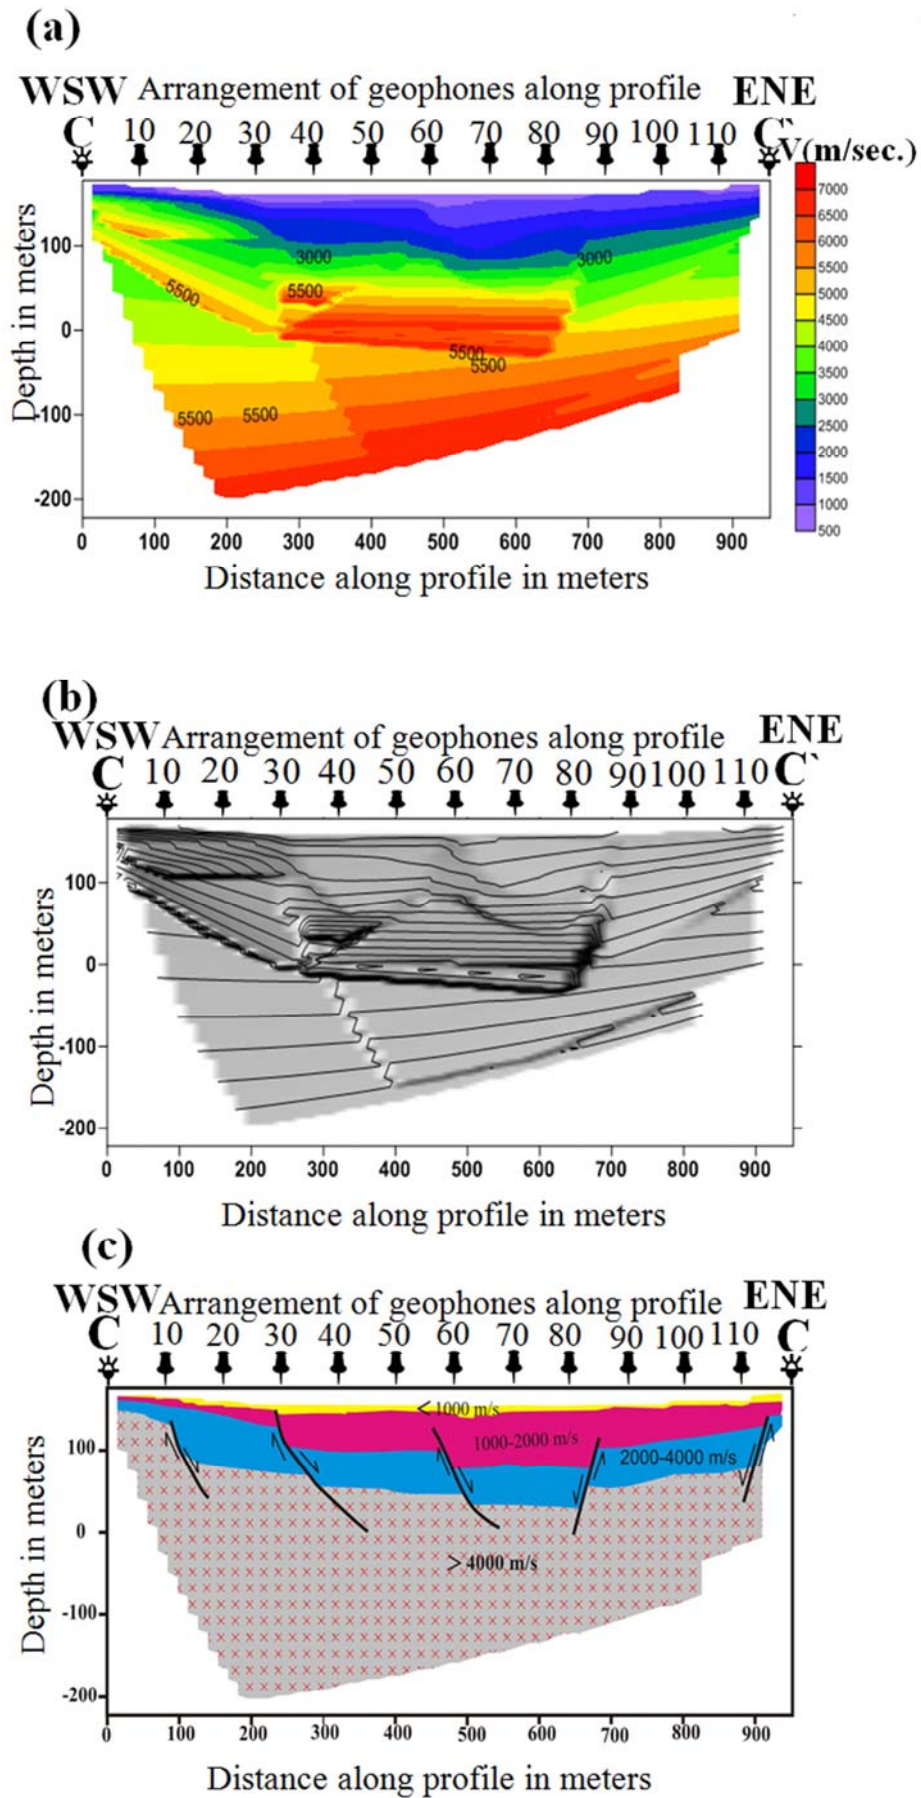 (a)
WSW Arrangement of geophones along profile ENE
C 10 20 30 40 50 60 70 80 90 100 110 C`
V(m/sec.)
7000
6500
6000
5500
5000
4500
4000
3500
3000
2500
2000
1500
1000
500
Depth in meters
100
0
-100
-200
3000 3000
5500 5500
5500
5500
5500 5500
0 100 200 300 400 500 600 700 800 900
Distance along profile in meters
(b)
WSW Arrangement of geophones along profile ENE
C 10 20 30 40 50 60 70 80 90 100 110 C`
Depth in meters
100
0
-100
-200
0 100 200 300 400 500 600 700 800 900
Distance along profile in meters
(c)
WSW Arrangement of geophones along profile ENE
C 10 20 30 40 50 60 70 80 90 100 110 C
Depth in meters
100
0
-100
-200
<1000 m/s
1000-2000 m/s
2000-4000 m/s
>4000 m/s
0 100 200 300 400 500 600 700 800 900
Distance along profile in meters